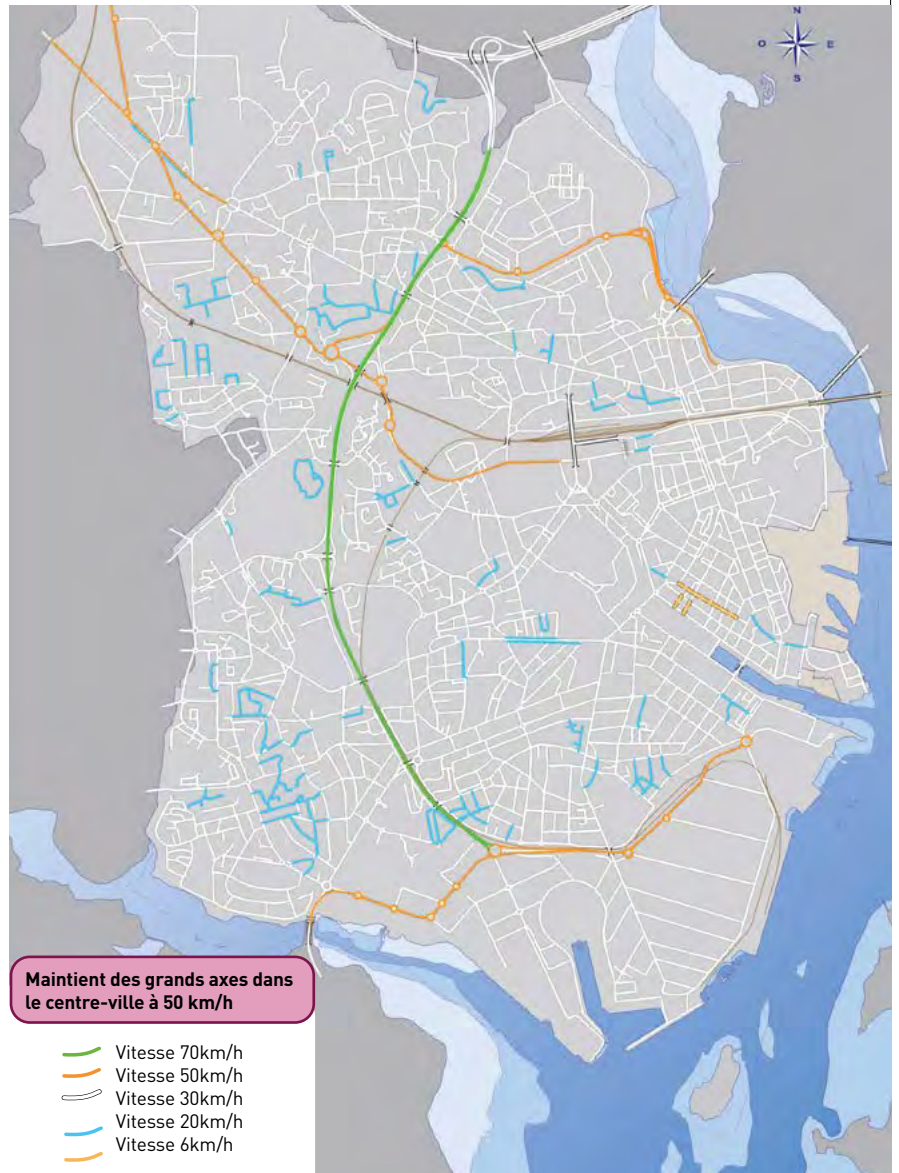 N
O E
S
Maintient des grands axes dans
le centre-ville à 50 km/h
Vitesse 70km/h
Vitesse 50km/h
Vitesse 30km/h
Vitesse 20km/h
Vitesse 6km/h